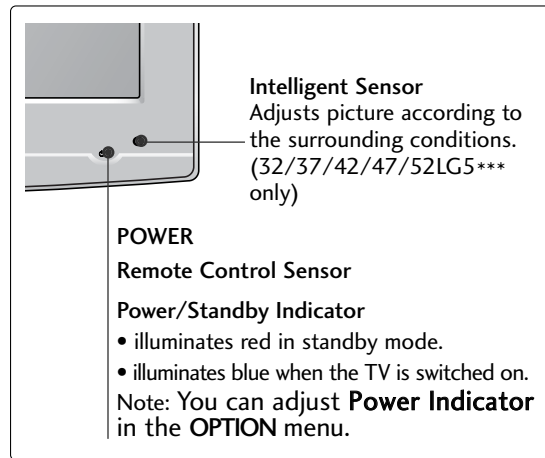 Intelligent Sensor
Adjusts picture according to
the surrounding conditions.
(32/37/42/47/52LG5***
only)
POWER
Remote Control Sensor
Power/Standby Indicator
• illuminates red in standby mode.
• illuminates blue when the TV is switched on.
Note: You can adjust Power Indicator
in the OPTION menu.